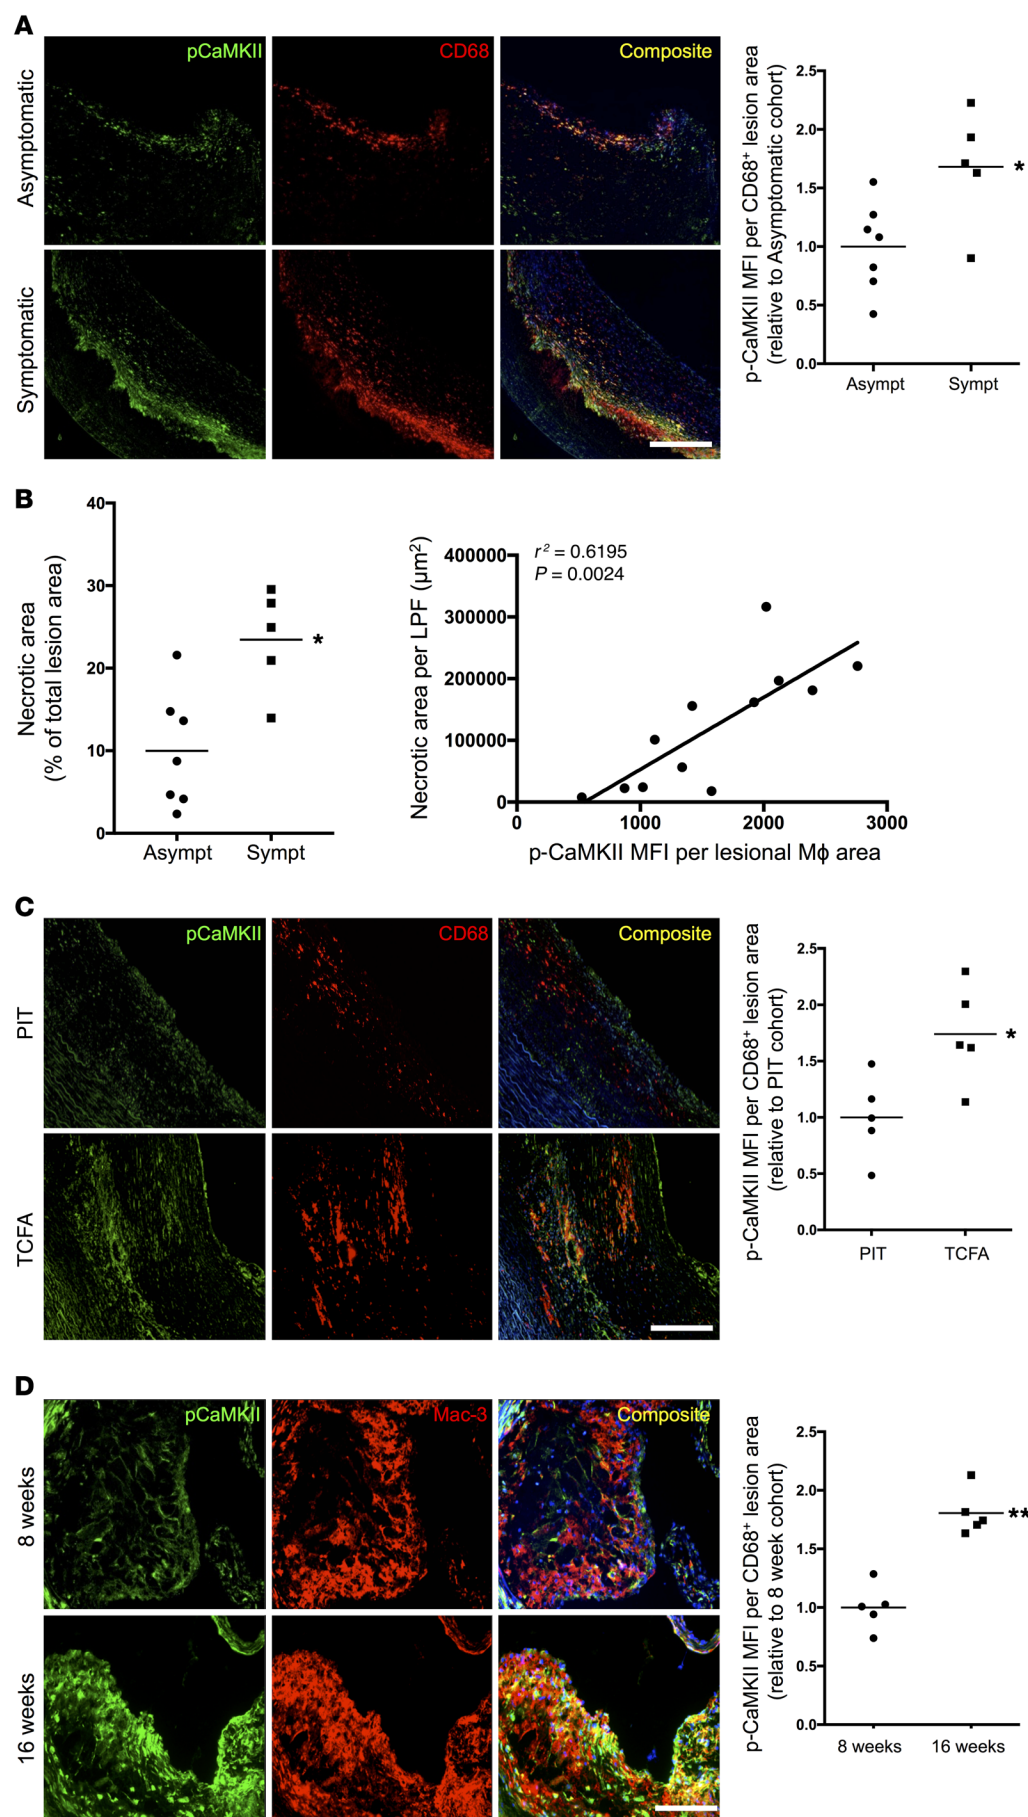 A
pCaMKII
CD68
Composite
Asymptomatic
Symptomatic
p-CaMKII MFI per CD68⁺ lesion area
(relative to Asymptomatic cohort)
2.5
2.0
1.5
1.0
0.5
0.0
*
Asympt
Sympt
B
Necrotic area
(% of total lesion area)
40
30
20
10
0
*
Asympt
Sympt
Necrotic area per LPF (µm²)
400000
300000
200000
100000
0
r² = 0.6195
P = 0.0024
0
1000
2000
3000
p-CaMKII MFI per lesional Mϕ area
C
pCaMKII
CD68
Composite
PIT
TCFA
p-CaMKII MFI per CD68⁺ lesion area
(relative to PIT cohort)
2.5
2.0
1.5
1.0
0.5
0.0
*
PIT
TCFA
D
pCaMKII
Mac-3
Composite
8 weeks
16 weeks
p-CaMKII MFI per CD68⁺ lesion area
(relative to 8 week cohort)
2.5
2.0
1.5
1.0
0.5
0.0
**
8 weeks
16 weeks